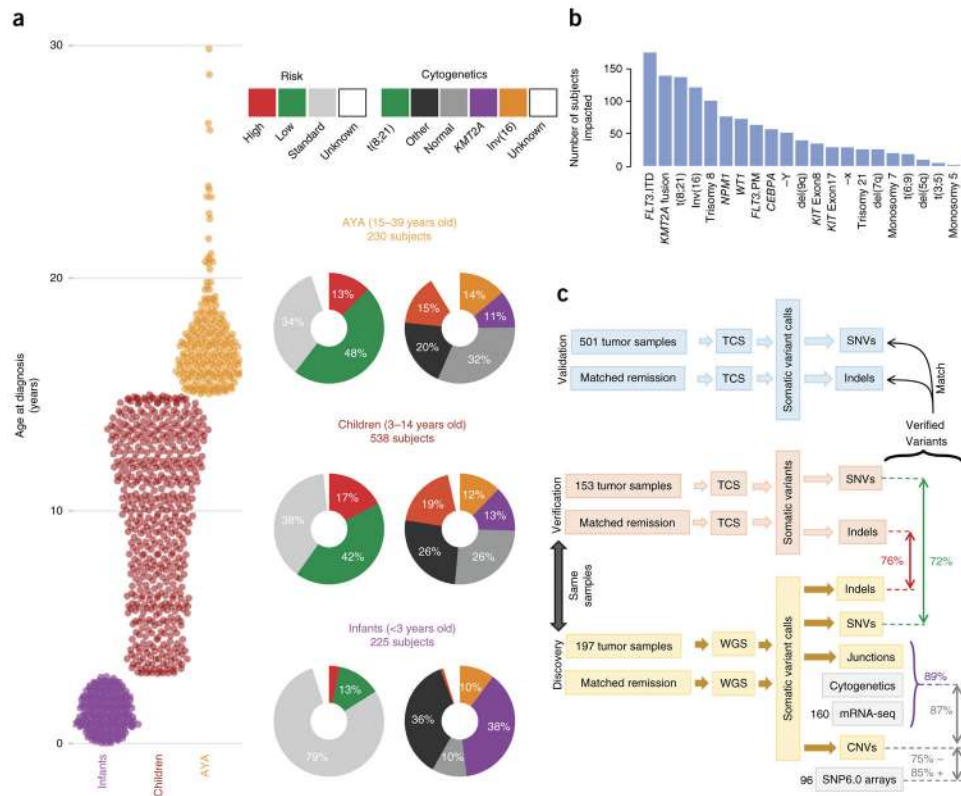 a
30
20
10
0
Age at diagnosis
(years)
Infants
Children
AYA
Risk
High
Low
Standard
Unknown
Cytogenetics
t(8;21)
Other
Normal
KMT2A
Inv(16)
Unknown
AYA (15–39 years old)
230 subjects
13%
48%
34%
14%
11%
32%
20%
15%
Children (3–14 years old)
538 subjects
17%
42%
38%
12%
13%
26%
26%
19%
Infants (<3 years old)
225 subjects
13%
79%
10%
38%
10%
36%
b
Number of subjects
impacted
150
100
50
0
FLT3.ITD
KMT2A fusion
t(8:21)
Inv(16)
Trisomy 8
NPM1
WT1
FLT3.PM
CEBPA
–Y
del(9q)
KIT Exon8
KIT Exon17
–x
Trisomy 21
del(7q)
Monosomy 7
t(6;9)
del(5q)
t(3;5)
Monosomy 5
c
Validation
501 tumor samples
TCS
Matched remission
TCS
Somatic variant calls
SNVs
Indels
Match
Verified
Variants
Verification
153 tumor samples
TCS
Matched remission
TCS
Somatic variants
SNVs
Indels
76%
72%
Same
samples
Discovery
197 tumor samples
WGS
Matched remission
WGS
Somatic variant calls
Indels
SNVs
Junctions
Cytogenetics
160 mRNA-seq
89%
87%
CNVs
75% –
85% +
96 SNP6.0 arrays